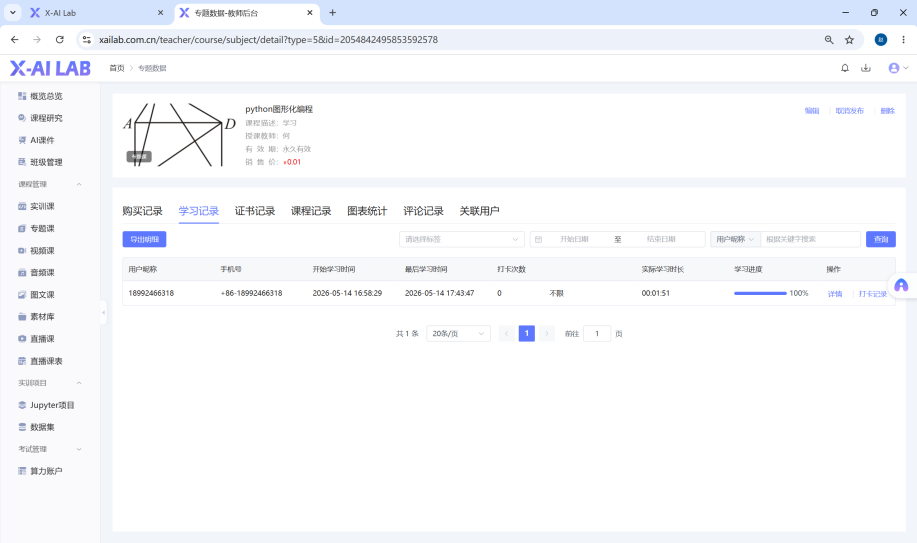 X-AI Lab
专题数据-教师后台
xailab.com.cn/teacher/course/subject/detail?type=5&id=2054842495853592578
X-AI LAB
首页 > 专题数据
概览总览
课程研究
AI课件
班级管理
课程管理
实训课
专题课
视频课
音频课
图文课
素材库
直播课
直播课表
实训项目
Jupyter项目
数据集
考试管理
算力账户
A
D
python图形化编程
课程描述: 学习
授课教师: 何
有 效 期: 永久有效
销 售 价: ¥0.01
编辑 取消发布 删除
购买记录 学习记录 证书记录 课程记录 图表统计 评论记录 关联用户
导出明细 请选择标签 开始日期 至 结束日期 用户昵称 根据关键字搜索 查询
用户昵称 手机号 开始学习时间 最后学习时间 打卡次数 实际学习时长 学习进度 操作
18992466318 +86-18992466318 2026-05-14 16:58:29 2026-05-14 17:43:47 0 不限 00:01:51 100% 详情 打卡记录
共 1 条 20条/页 1 前往 1 页